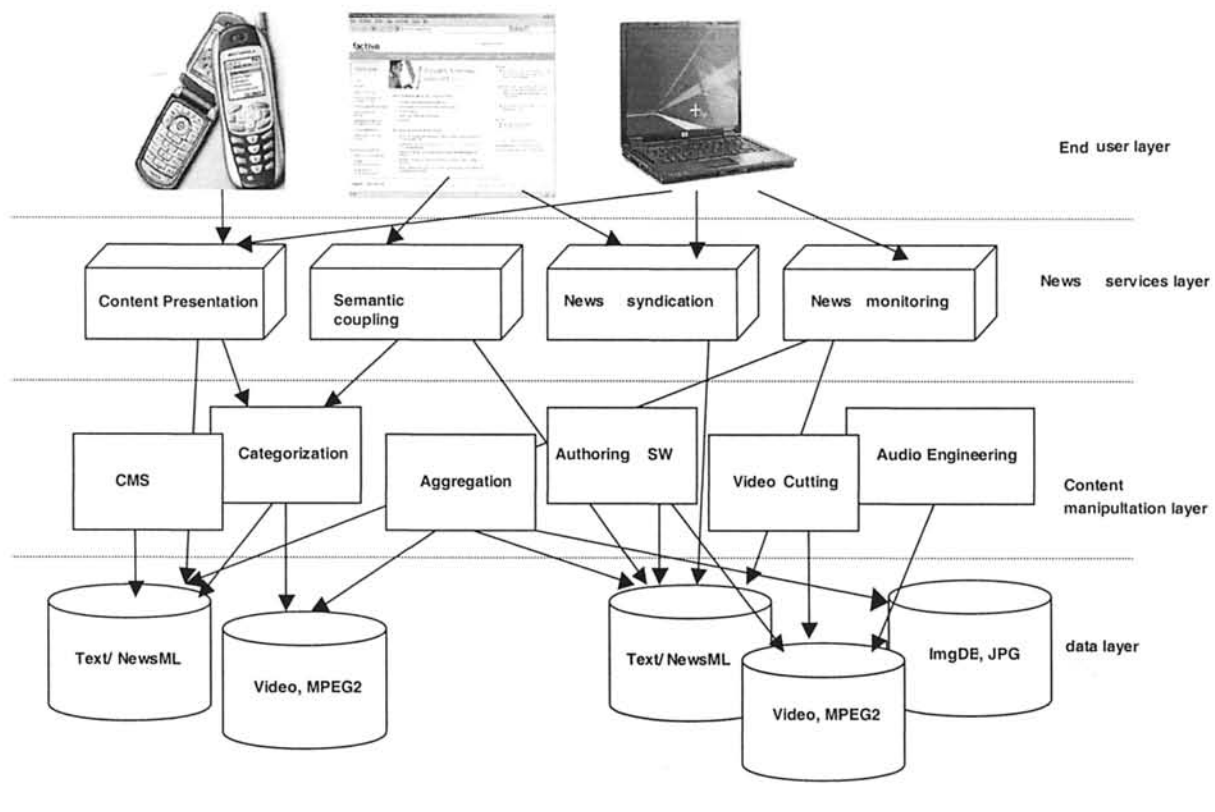 MOTOROLA
factiva
End user layer
Content Presentation
Semantic
coupling
News syndication
News monitoring
News services layer
CMS
Categorization
Aggregation
Authoring SW
Video Cutting
Audio Engineering
Content
manipultation layer
Text/ NewsML
Video, MPEG2
Text/ NewsML
Video, MPEG2
ImgDE, JPG
data layer